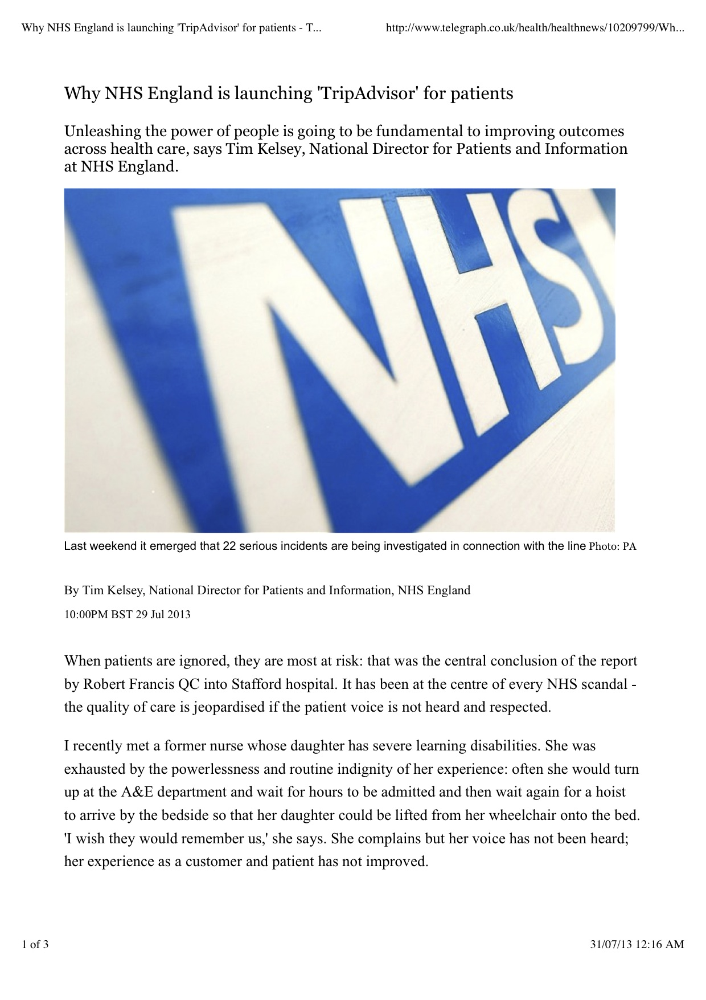 Why NHS England is launching 'TripAdvisor' for patients - T...
http://www.telegraph.co.uk/health/healthnews/10209799/Wh...
Why NHS England is launching 'TripAdvisor' for patients
Unleashing the power of people is going to be fundamental to improving outcomes
across health care, says Tim Kelsey, National Director for Patients and Information
at NHS England.
NHS
Last weekend it emerged that 22 serious incidents are being investigated in connection with the line Photo: PA
By Tim Kelsey, National Director for Patients and Information, NHS England
10:00PM BST 29 Jul 2013
When patients are ignored, they are most at risk: that was the central conclusion of the report
by Robert Francis QC into Stafford hospital. It has been at the centre of every NHS scandal -
the quality of care is jeopardised if the patient voice is not heard and respected.
I recently met a former nurse whose daughter has severe learning disabilities. She was
exhausted by the powerlessness and routine indignity of her experience: often she would turn
up at the A&E department and wait for hours to be admitted and then wait again for a hoist
to arrive by the bedside so that her daughter could be lifted from her wheelchair onto the bed.
'I wish they would remember us,' she says. She complains but her voice has not been heard;
her experience as a customer and patient has not improved.
1 of 3
31/07/13 12:16 AM